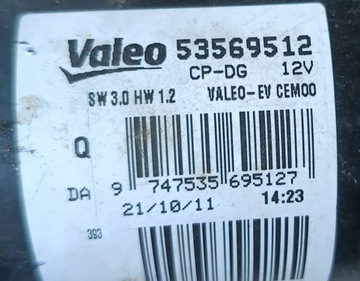 Valeo 53569512
CP-DG 12V
SW 3.0 HW 1.2 VALEO-EV CEM00
Q
DA 9 747535 695127
21/10/11 14:23
393